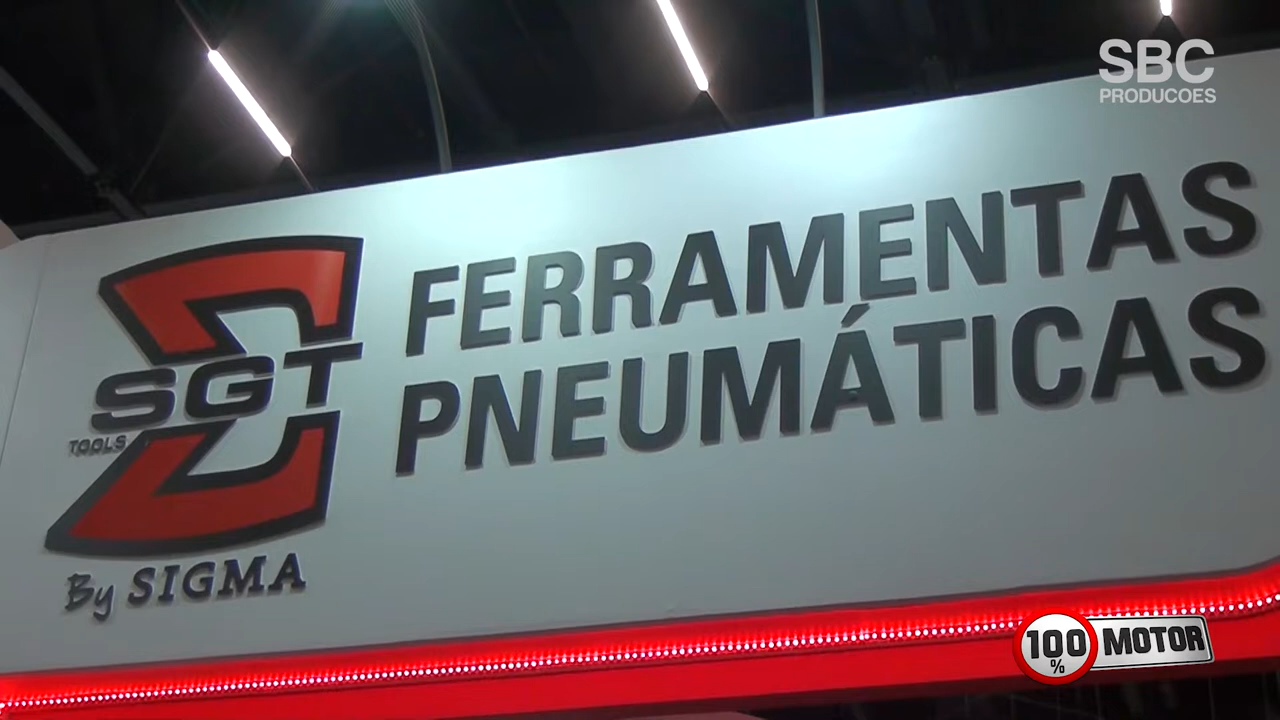 SBC
PRODUCOES
FERRAMENTAS
PNEUMÁTICAS
SGT
TOOLS
By SIGMA
100%
MOTOR